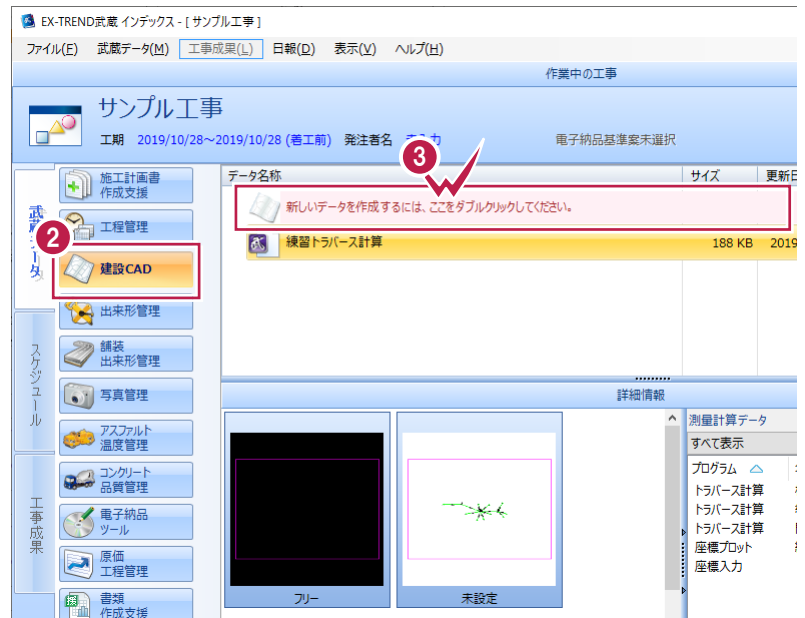 EX-TREND武蔵 インデックス - [ サンプル工事 ]
ファイル(F) 武蔵データ(M) 工事成果(L) 日報(D) 表示(V) ヘルプ(H)
作業中の工事
サンプル工事
工期 2019/10/28～2019/10/28 (着工前) 発注者名 未入力 電子納品基準案未選択
3
武蔵データ
スケジュール
工事成果
2
施工計画書
作成支援
工程管理
建設CAD
出来形管理
舗装
出来形管理
写真管理
アスファルト
温度管理
コンクリート
品質管理
電子納品
ツール
原価
工程管理
書類
作成支援
データ名称 サイズ 更新日
新しいデータを作成するには、ここをダブルクリックしてください。
練習トラバース計算 188 KB 2019
詳細情報
フリー
未設定
測量計算データ
すべて表示
プログラム
トラバース計算
トラバース計算
トラバース計算
座標プロット
座標入力